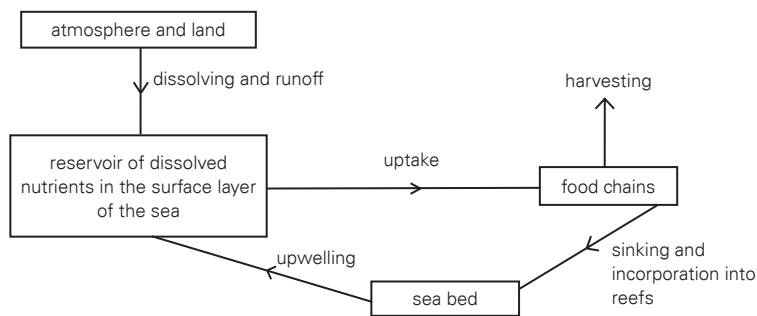 atmosphere and land
dissolving and runoff
harvesting
reservoir of dissolved
nutrients in the surface layer
of the sea
uptake
food chains
upwelling
sinking and
incorporation into
reefs
sea bed